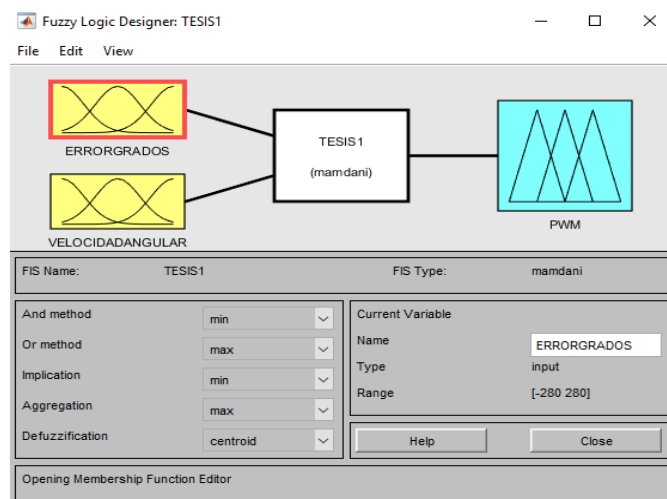 Fuzzy Logic Designer: TESIS1
File Edit View
ERRORGRADOS
VELOCIDADANGULAR
TESIS1
(mamdani)
PWM
FIS Name: TESIS1 FIS Type: mamdani
And method min
Or method max
Implication min
Aggregation max
Defuzzification centroid
Current Variable
Name ERRORGRADOS
Type input
Range [-280 280]
Help Close
Opening Membership Function Editor